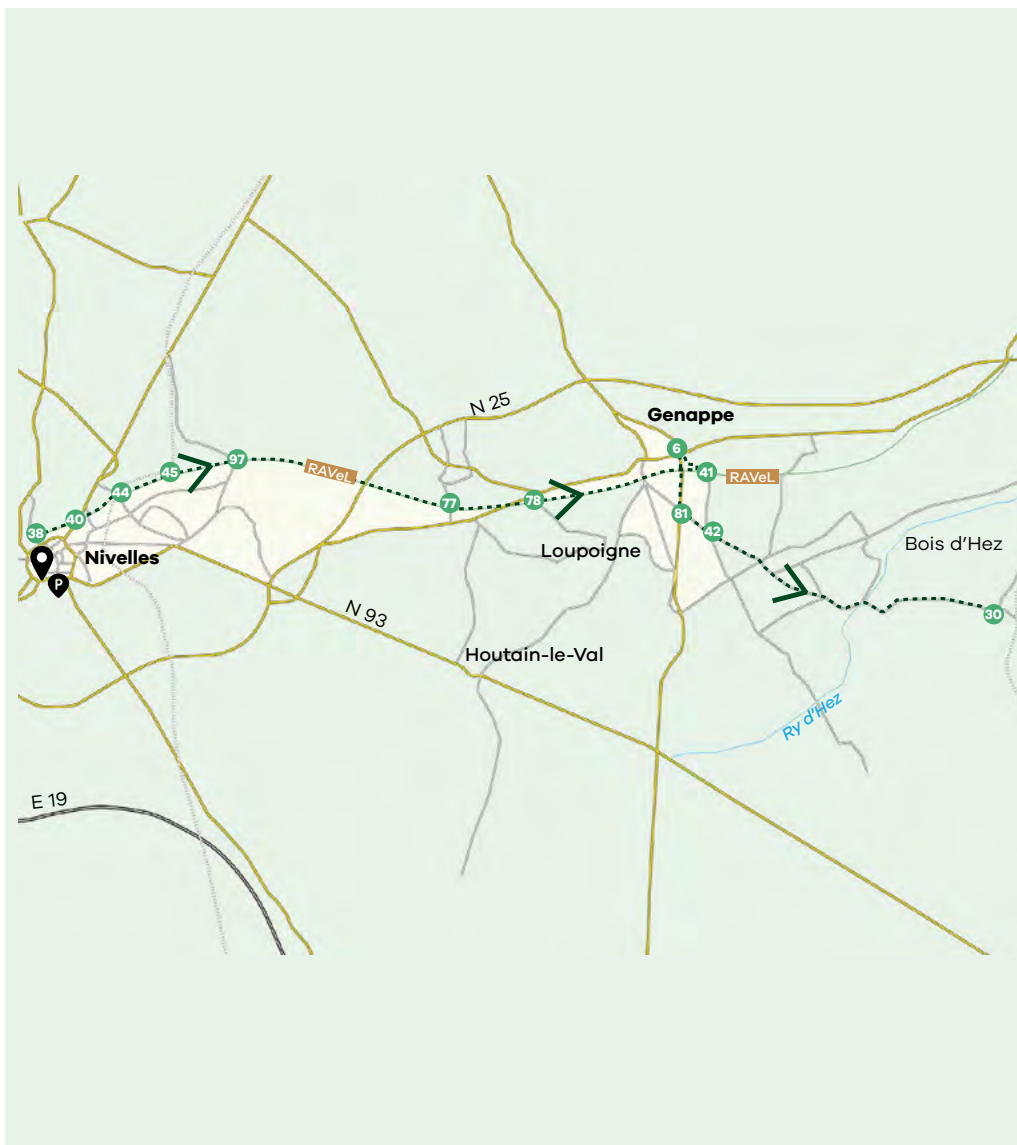 N 25
Genappe
6
97
45
RAVeL
41
RAVeL
44
77
78
81
40
38
42
Nivelles
P
Loupoigne
Bois d'Hez
N 93
30
Houtain-le-Val
Ry d'Hez
E 19